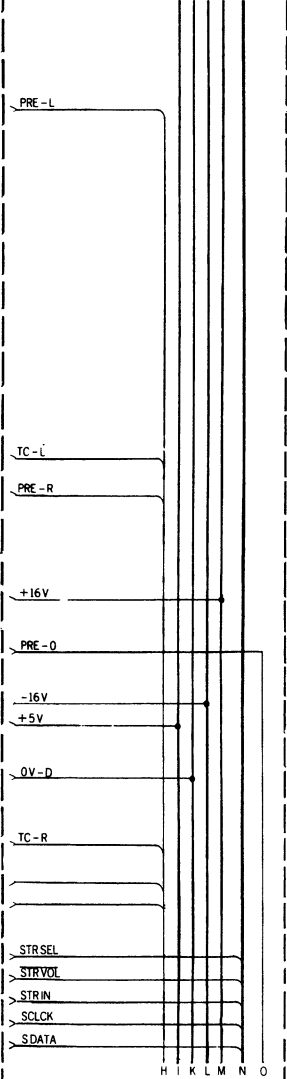 PRE-L
TC-L
PRE-R
+16V
PRE-0
-16V
+5V
0V-D
TC-R
STRSEL
STRVOL
STRIN
SCLCK
SDATA
H I K L M N O